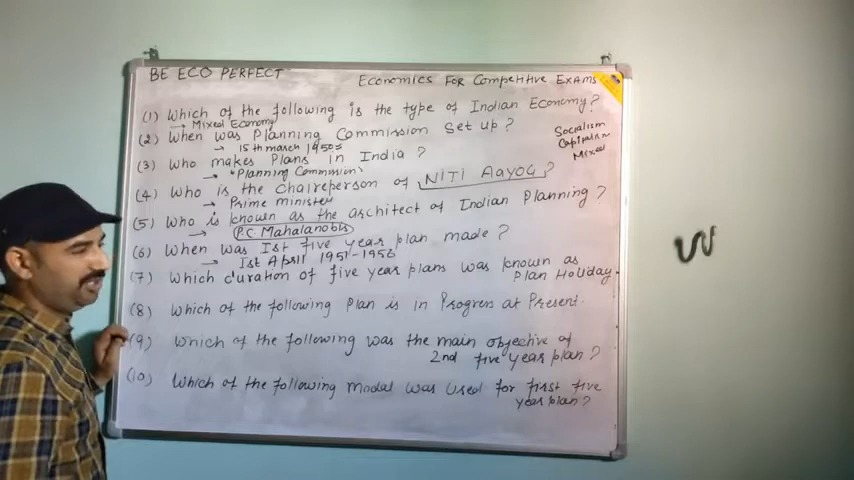 BE ECO PERFECT
Economics For Competitive Exams
(1) Which of the following is the type of Indian Economy?
→ Mixed Economy
(2) When was Planning Commission Set up?
→ 15th march 1950
Socialism
Capitalism
Mixed
(3) Who makes Plans in India?
→ "Planning Commission"
(4) Who is the Chaireperson of NITI Aayog?
→ Prime minister
(5) Who is known as the architect of Indian Planning?
→ P.C. Mahalanobis
(6) When was Ist five year plan made?
→ Ist April 1951-1956
(7) Which duration of five year plans was known as
Plan Holiday.
(8) Which of the following Plan is in Progress at Present.
(9) Which of the following was the main objective of
2nd five year plan?
(10) Which of the following modal was used for first five
year plan?